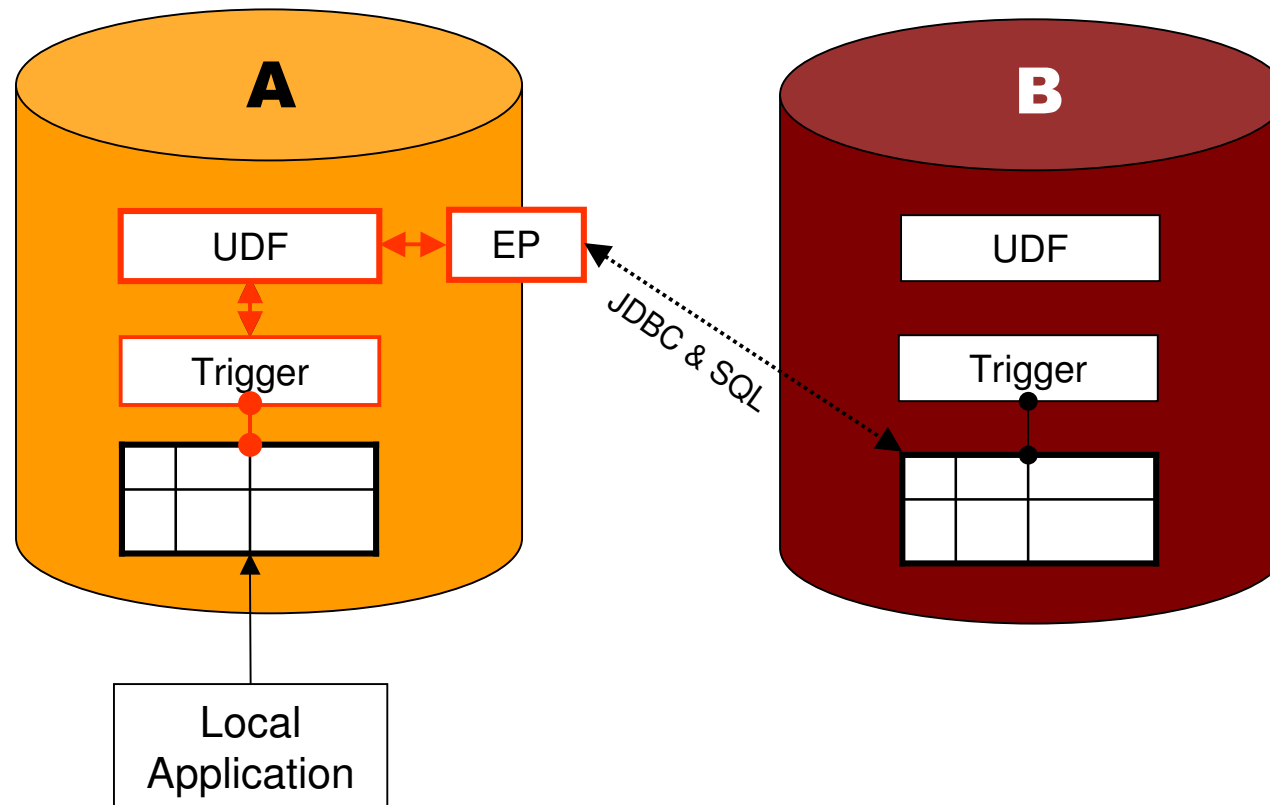 A
B
UDF
EP
UDF
JDBC & SQL
Trigger
Trigger
Local
Application